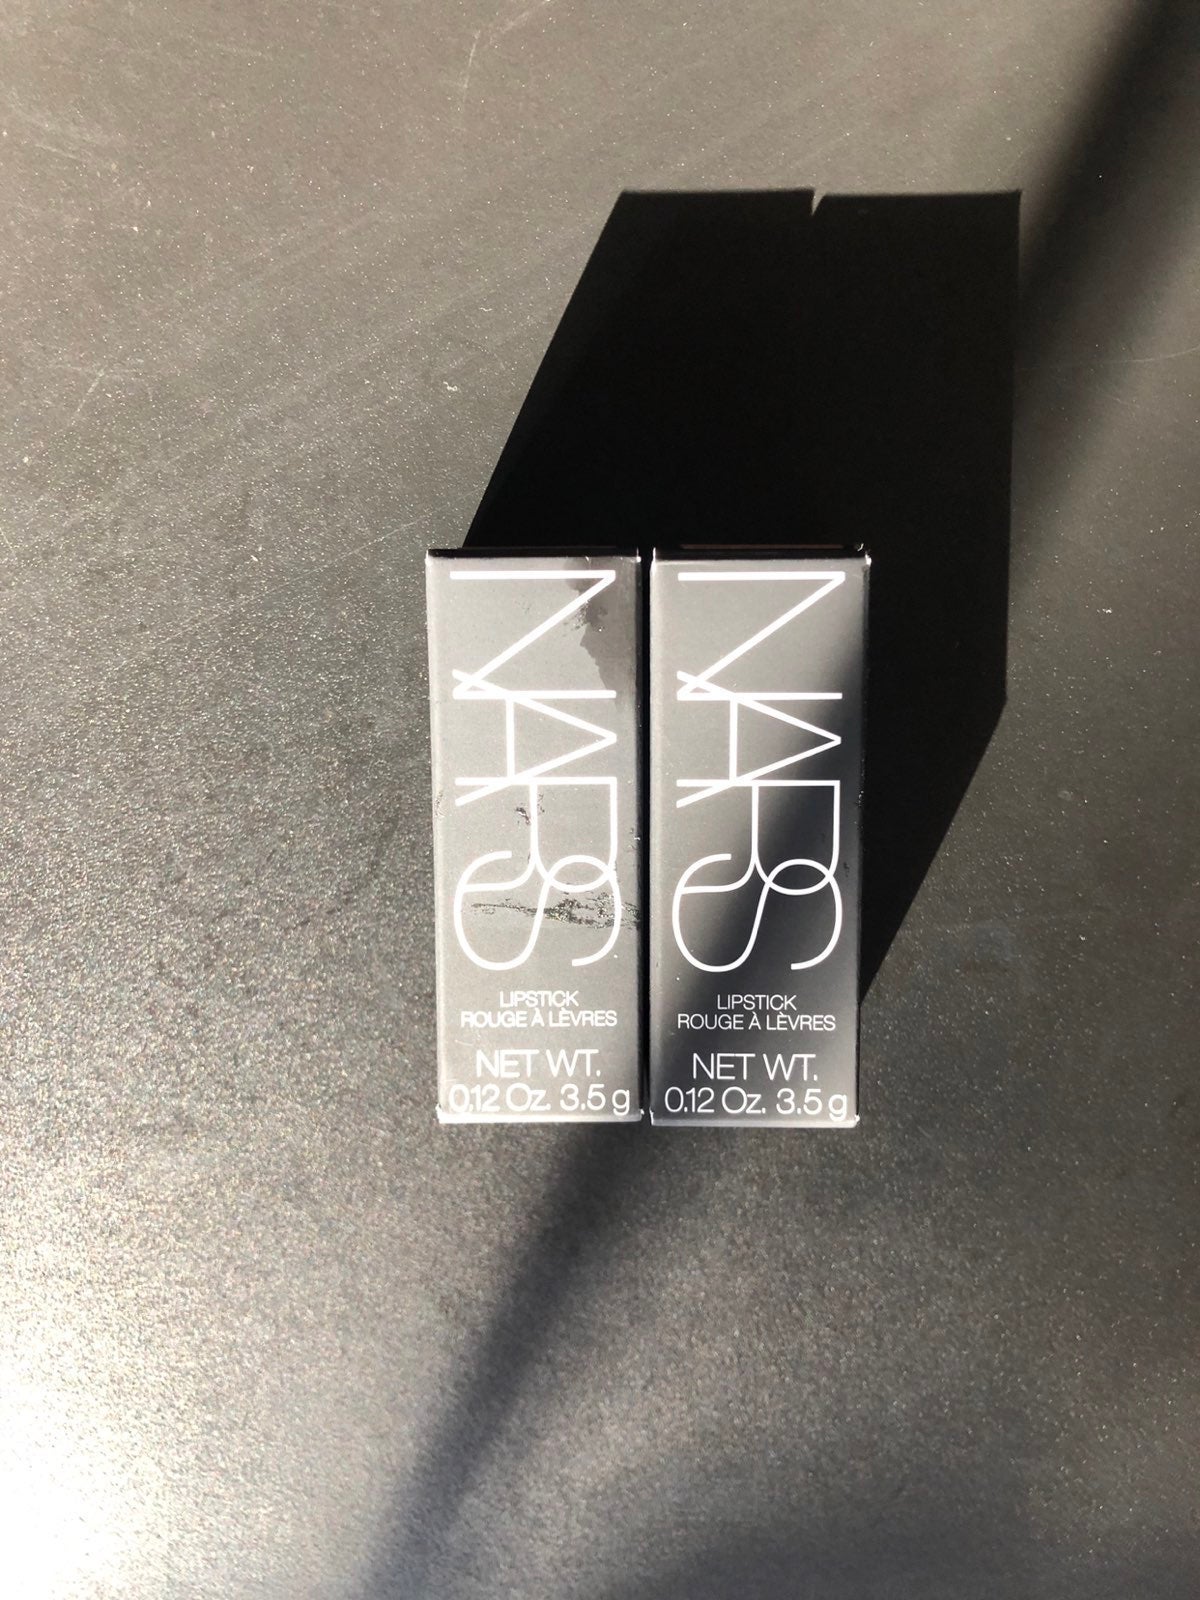 NARS
LIPSTICK
ROUGE À LÈVRES
NET WT.
0.12 Oz. 3.5 g
NARS
LIPSTICK
ROUGE À LÈVRES
NET WT.
0.12 Oz. 3.5 g